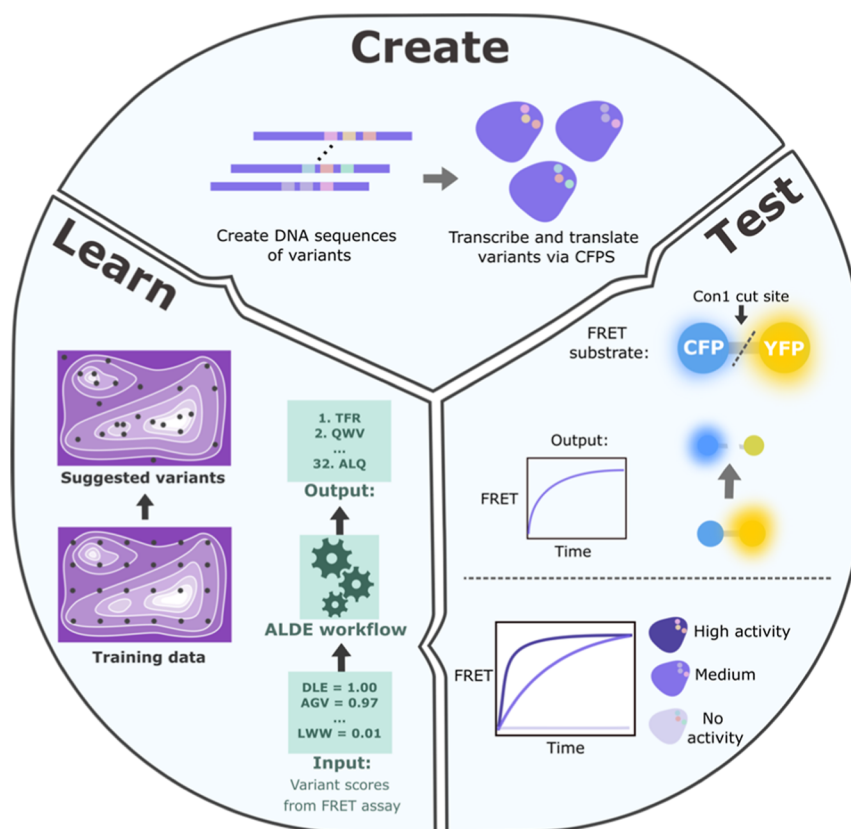 Create
Create DNA sequences
of variants
Transcribe and translate
variants via CFPS
Test
Con1 cut site
FRET
substrate:
CFP
YFP
Output:
FRET
Time
FRET
Time
High activity
Medium
No
activity
Learn
Suggested variants
Training data
1. TFR
2. QWV
...
32. ALQ
Output:
ALDE workflow
DLE = 1.00
AGV = 0.97
...
LWW = 0.01
Input:
Variant scores
from FRET assay